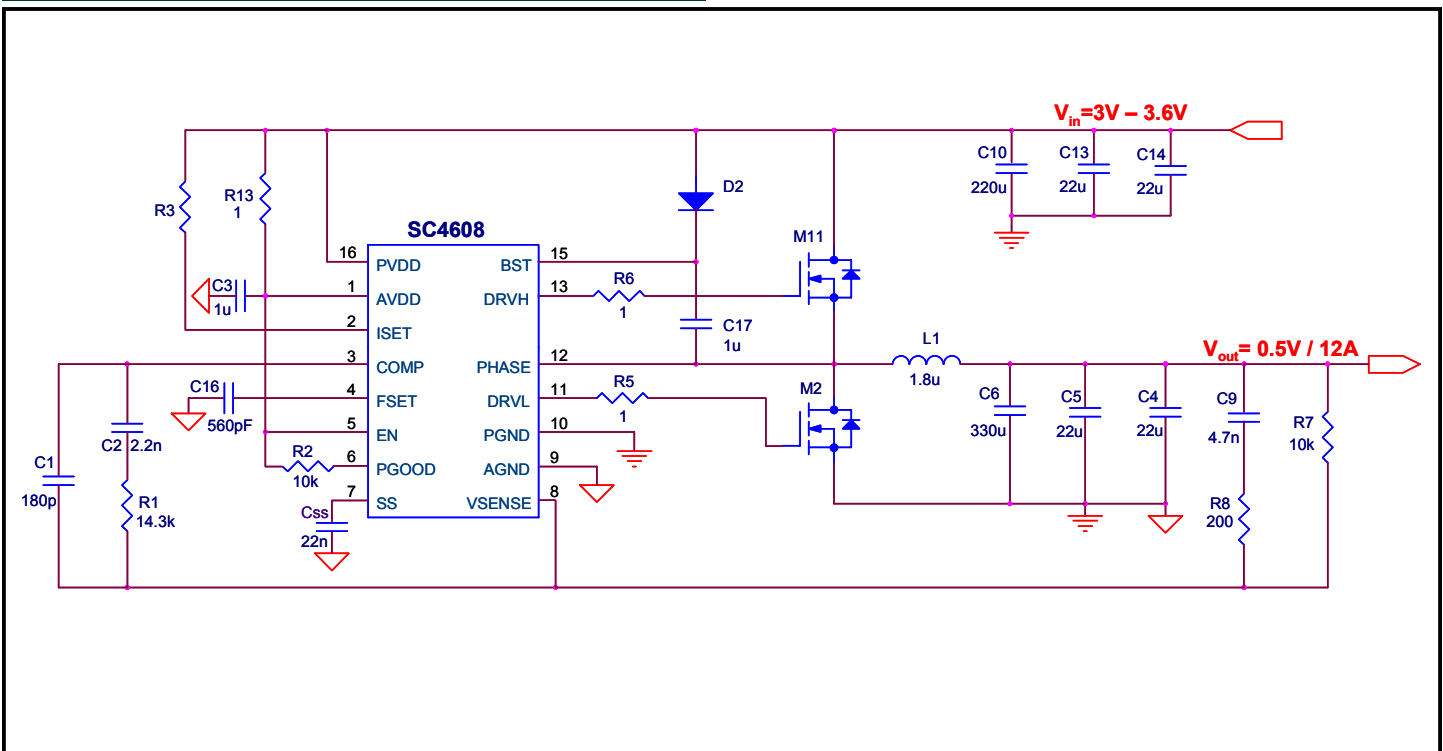 Vin=3V – 3.6V
C10
220u
C13
22u
C14
22u
R3
R13
1
D2
SC4608
M11
16
PVDD
BST
15
C3
1u
1
AVDD
DRVH
13
R6
1
2
ISET
C17
1u
L1
1.8u
Vout= 0.5V / 12A
3
COMP
PHASE
12
C16
560pF
4
FSET
DRVL
11
R5
1
M2
C6
330u
C5
22u
C4
22u
C9
4.7n
R7
10k
5
EN
PGND
10
C2
2.2n
R2
10k
6
PGOOD
AGND
9
C1
180p
R1
14.3k
7
SS
VSENSE
8
Css
22n
R8
200